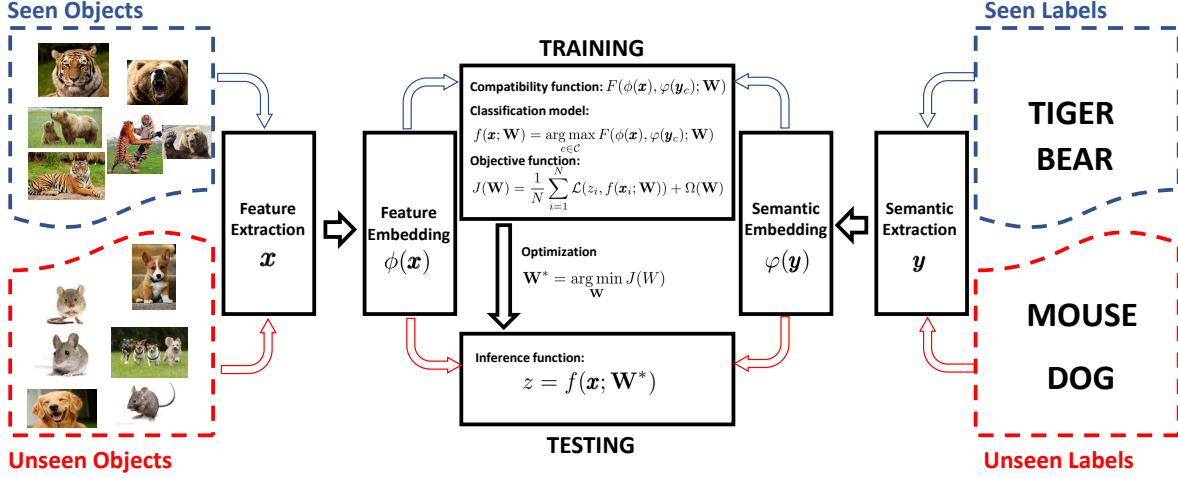 Seen Objects
Seen Labels
TRAINING
Compatibility function: F(ϕ(𝒙), φ(𝒚_c); 𝐖)
Classification model:
f(𝒙; 𝐖) = arg max F(ϕ(𝒙), φ(𝒚_c); 𝐖)
c∈𝒞
Objective function:
J(𝐖) = 1/N ∑_{i=1}^{N} ℒ(z_i, f(𝒙_i; 𝐖)) + Ω(𝐖)
Feature
Extraction
𝒙
Feature
Embedding
ϕ(𝒙)
Semantic
Embedding
φ(𝒚)
Semantic
Extraction
𝒚
TIGER
BEAR
Optimization
𝐖* = arg min J(W)
𝐖
MOUSE
DOG
Inference function:
z = f(𝒙; 𝐖*)
TESTING
Unseen Objects
Unseen Labels